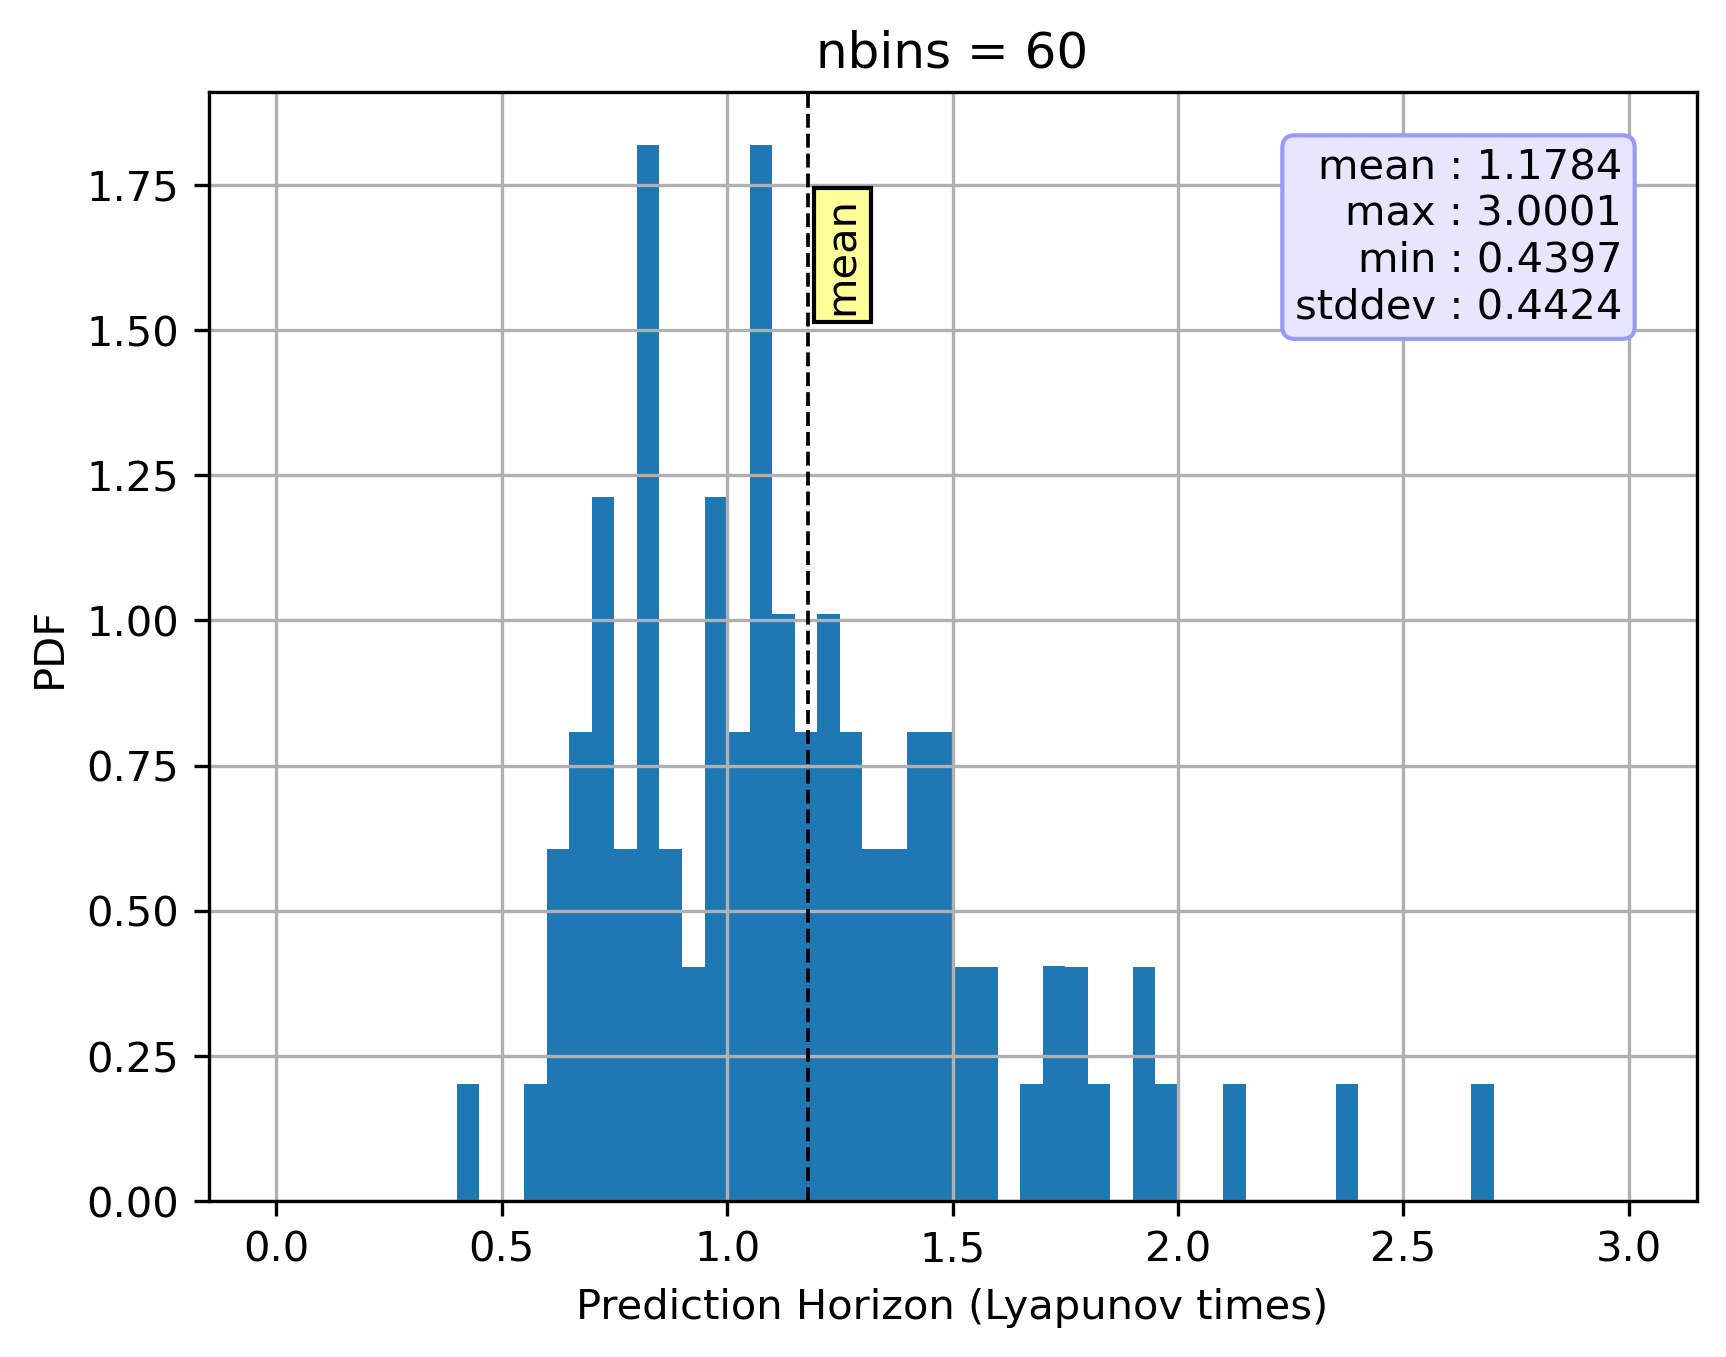 nbins = 60
mean : 1.1784
max : 3.0001
min : 0.4397
stddev : 0.4424
mean
PDF
1.75
1.50
1.25
1.00
0.75
0.50
0.25
0.00
0.0 0.5 1.0 1.5 2.0 2.5 3.0
Prediction Horizon (Lyapunov times)